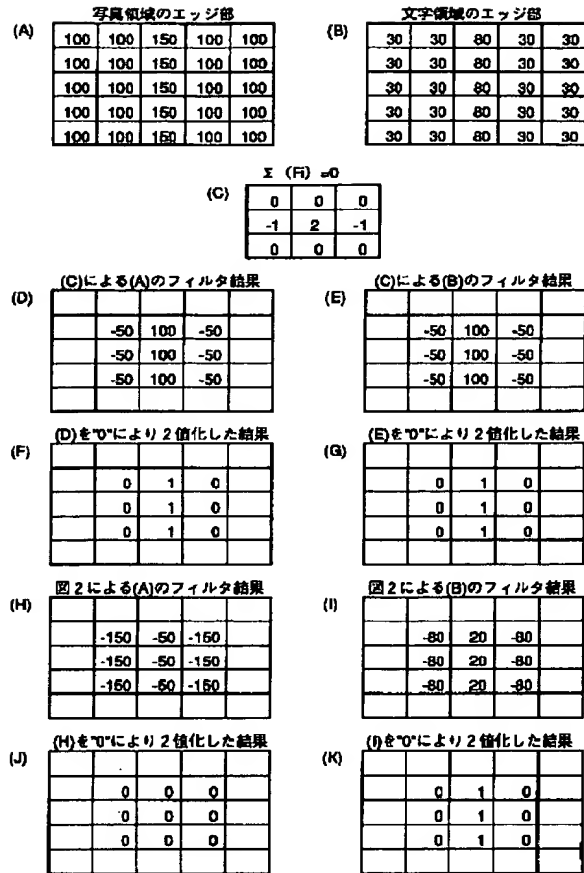 写真領域のエッジ部
(A)
100 100 150 100 100
100 100 150 100 100
100 100 150 100 100
100 100 150 100 100
100 100 150 100 100
文字領域のエッジ部
(B)
30 30 80 30 30
30 30 80 30 30
30 30 80 30 30
30 30 80 30 30
30 30 80 30 30
Σ (Fi) =0
(C)
0 0 0
-1 2 -1
0 0 0
(C)による(A)のフィルタ結果
(D)
-50 100 -50
-50 100 -50
-50 100 -50
(C)による(B)のフィルタ結果
(E)
-50 100 -50
-50 100 -50
-50 100 -50
(D)を"0"により2値化した結果
(F)
0 1 0
0 1 0
0 1 0
(E)を"0"により2値化した結果
(G)
0 1 0
0 1 0
0 1 0
図2による(A)のフィルタ結果
(H)
-150 -50 -150
-150 -50 -150
-150 -50 -150
図2による(B)のフィルタ結果
(I)
-80 20 -80
-80 20 -80
-80 20 -80
(H)を"0"により2値化した結果
(J)
0 0 0
0 0 0
0 0 0
(I)を"0"により2値化した結果
(K)
0 1 0
0 1 0
0 1 0